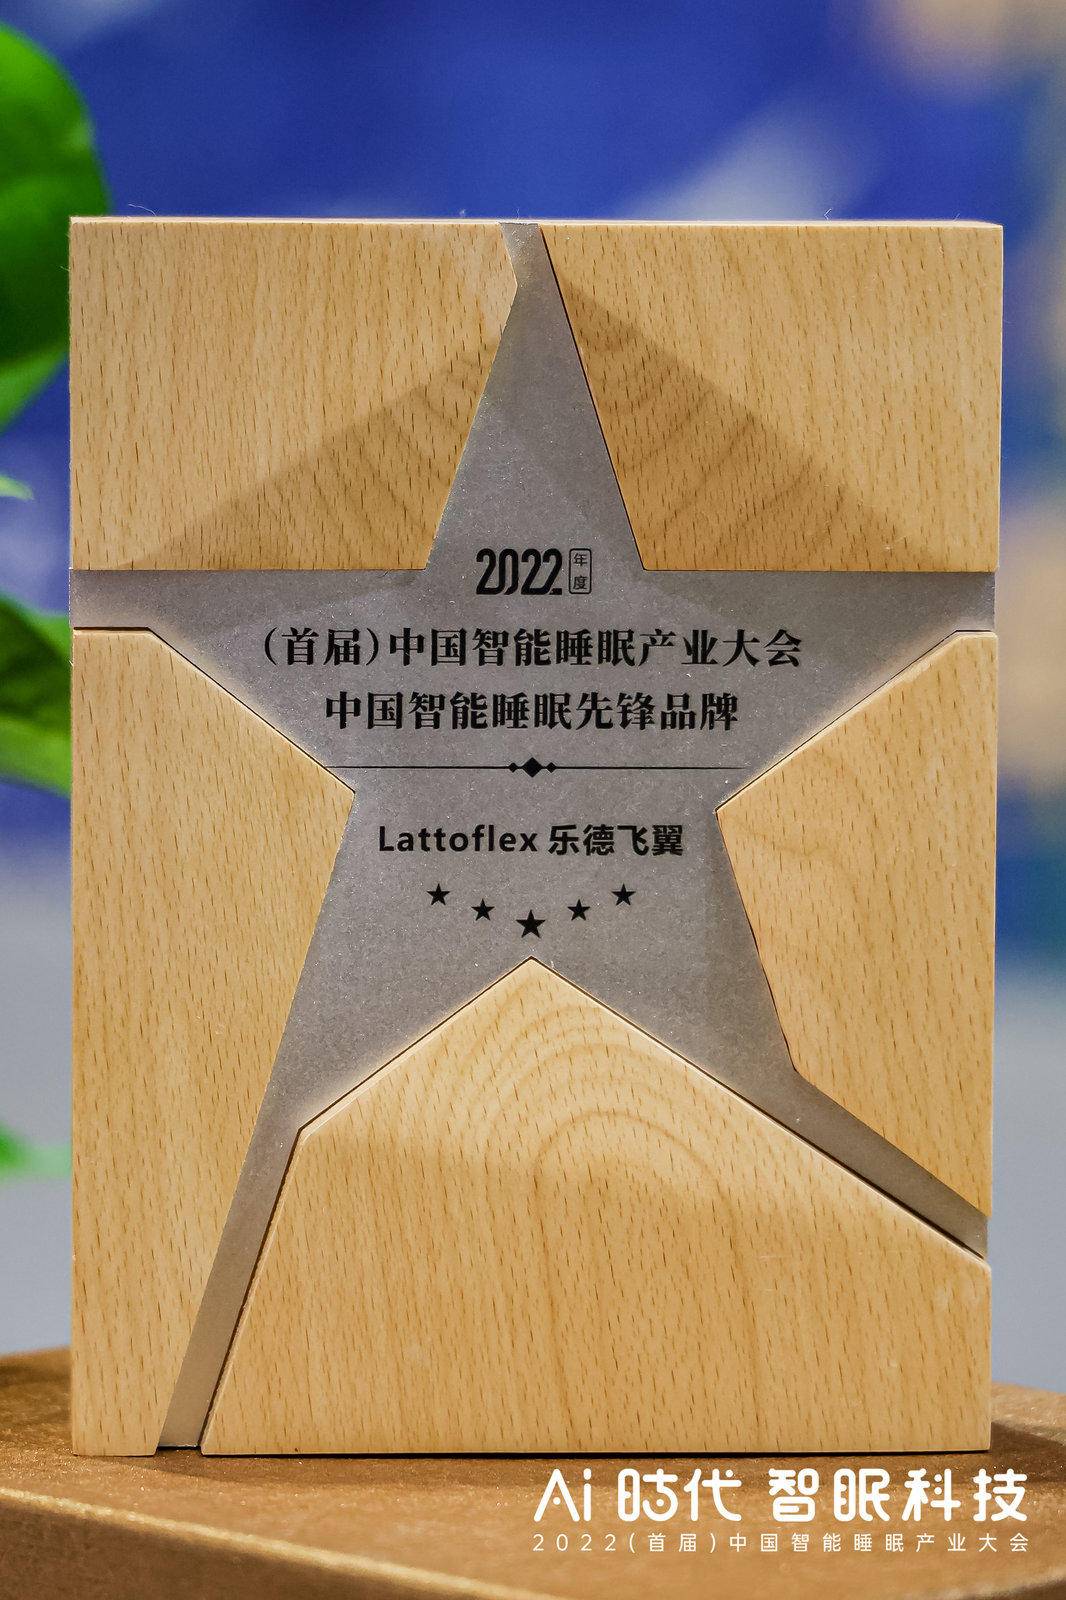 2022年度
(首届)中国智能睡眠产业大会
中国智能睡眠先锋品牌
Lattoflex 乐德飞翼
Ai 时代 智眠科技
2022(首届)中国智能睡眠产业大会